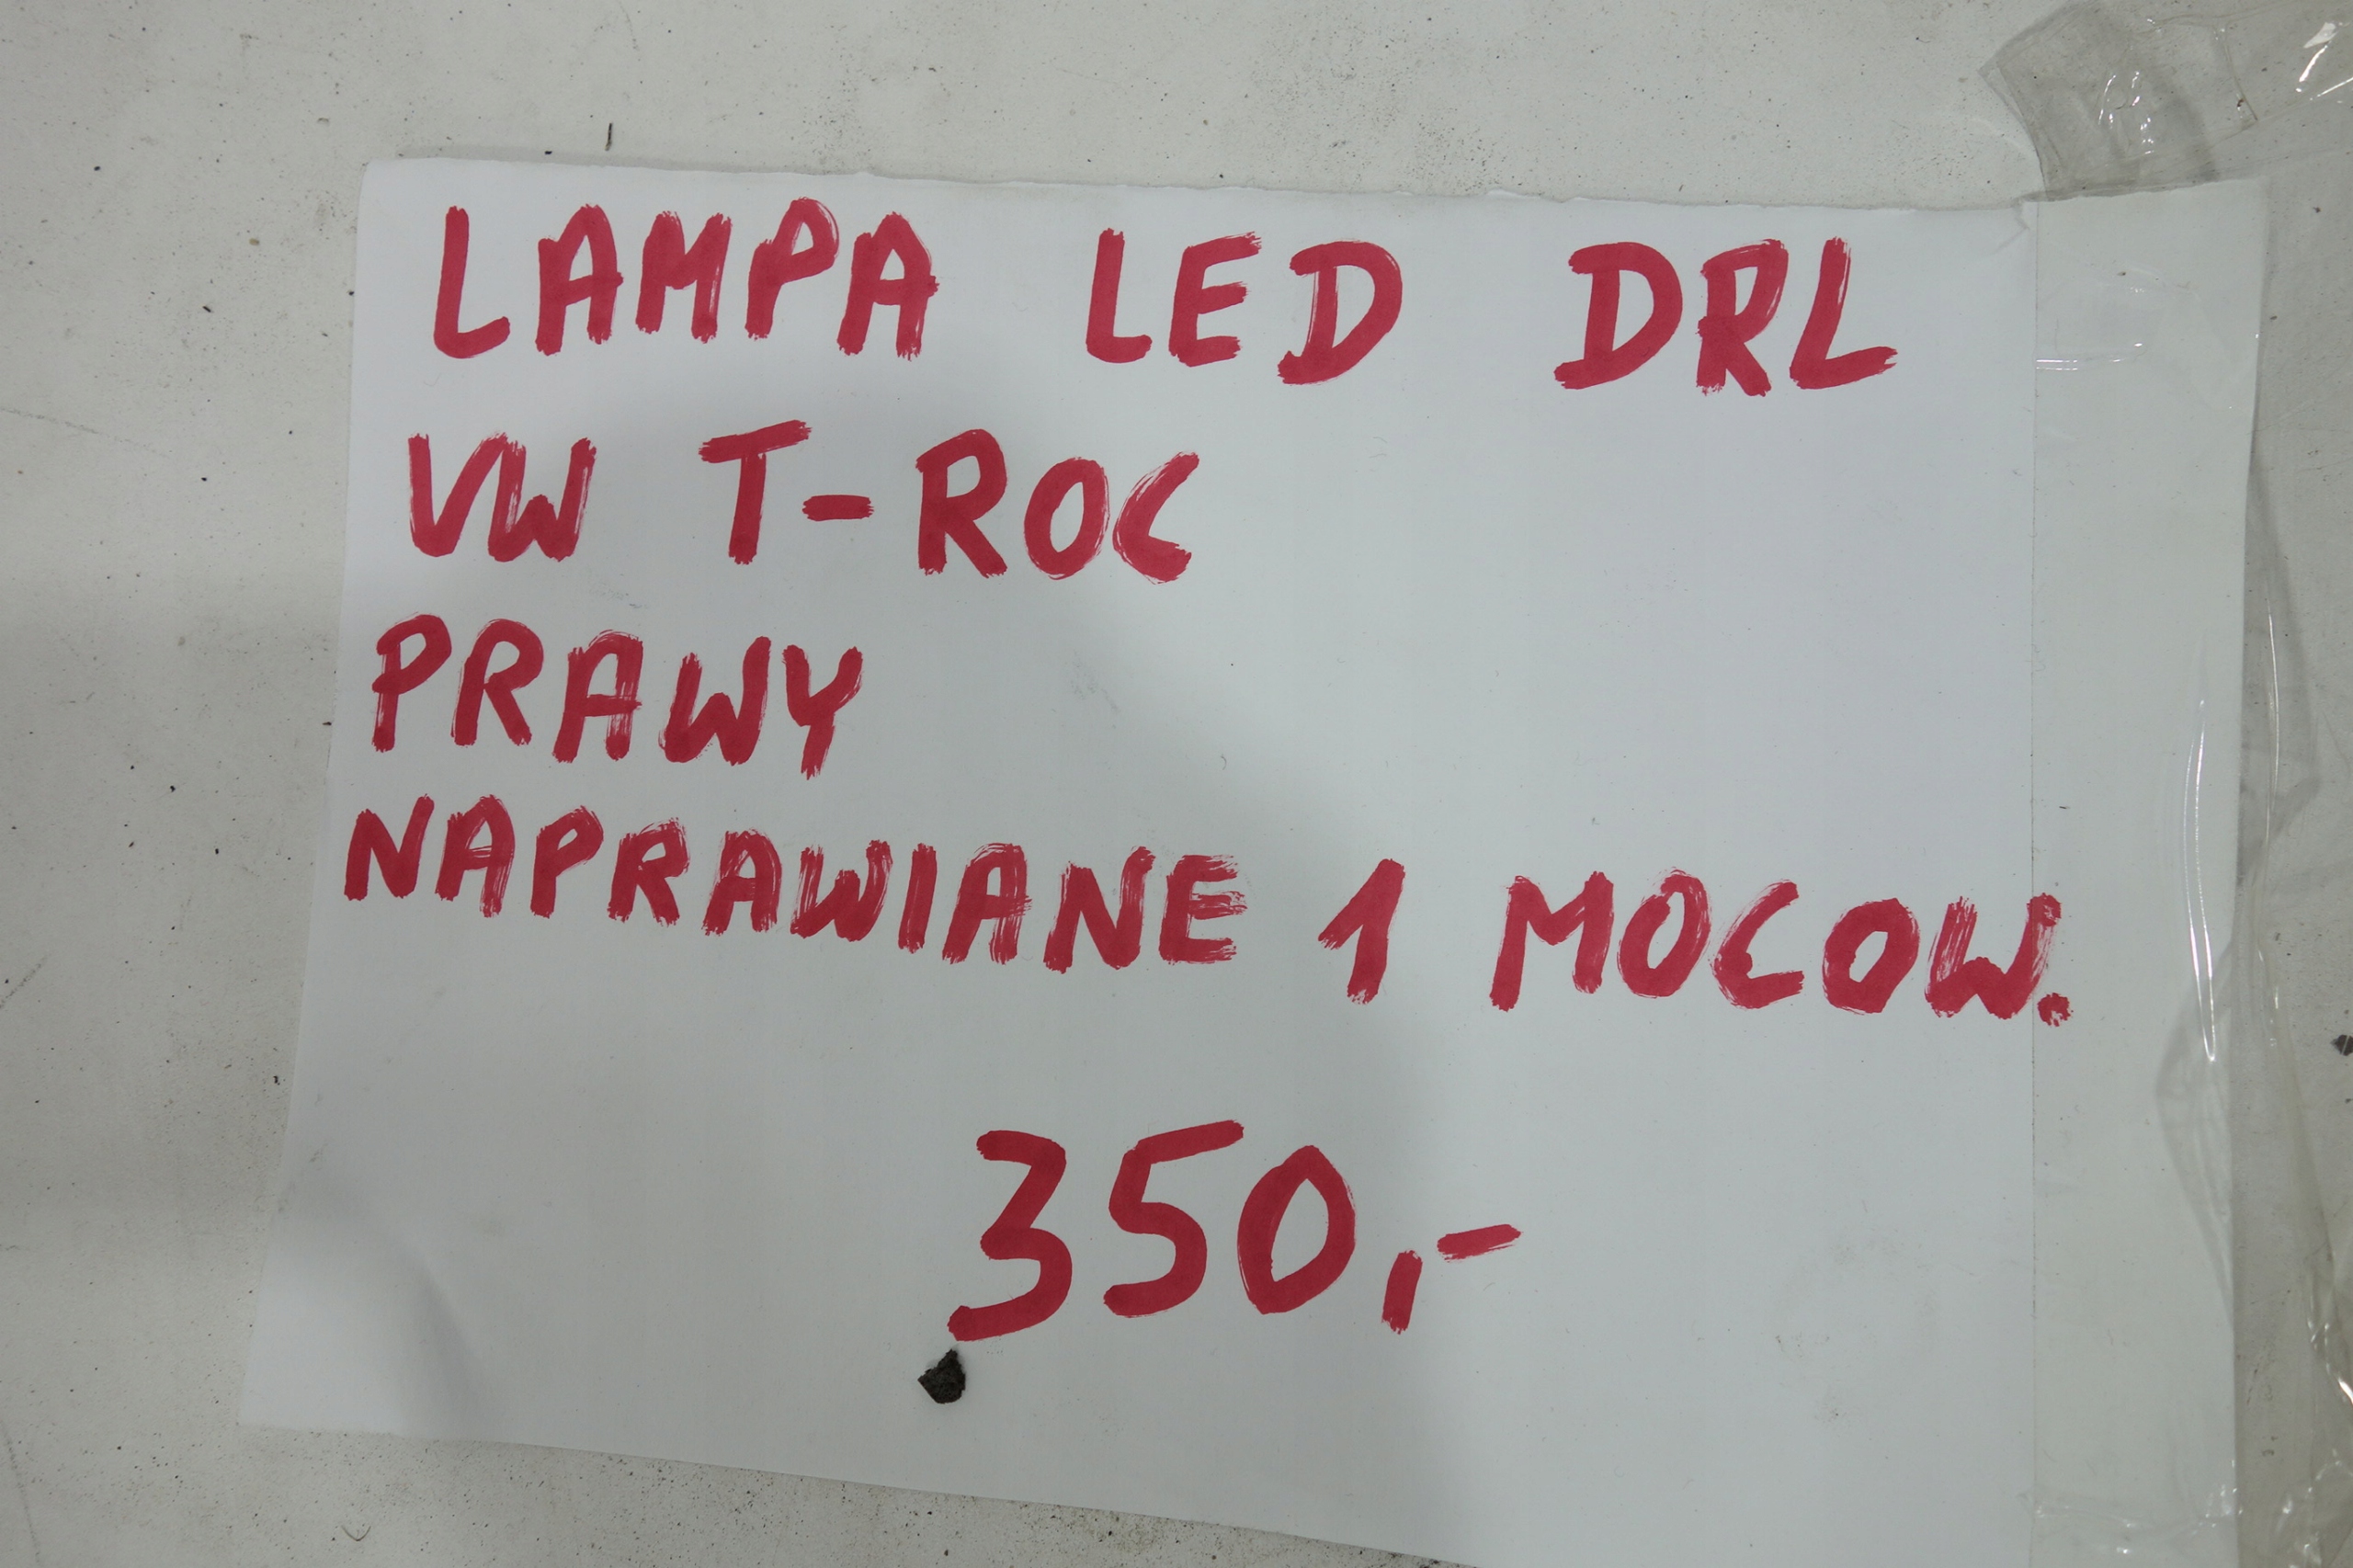 LAMPA LED DRL
VW T-ROC
PRAWY
NAPRAWIANE 1 MOCOW.
350,-